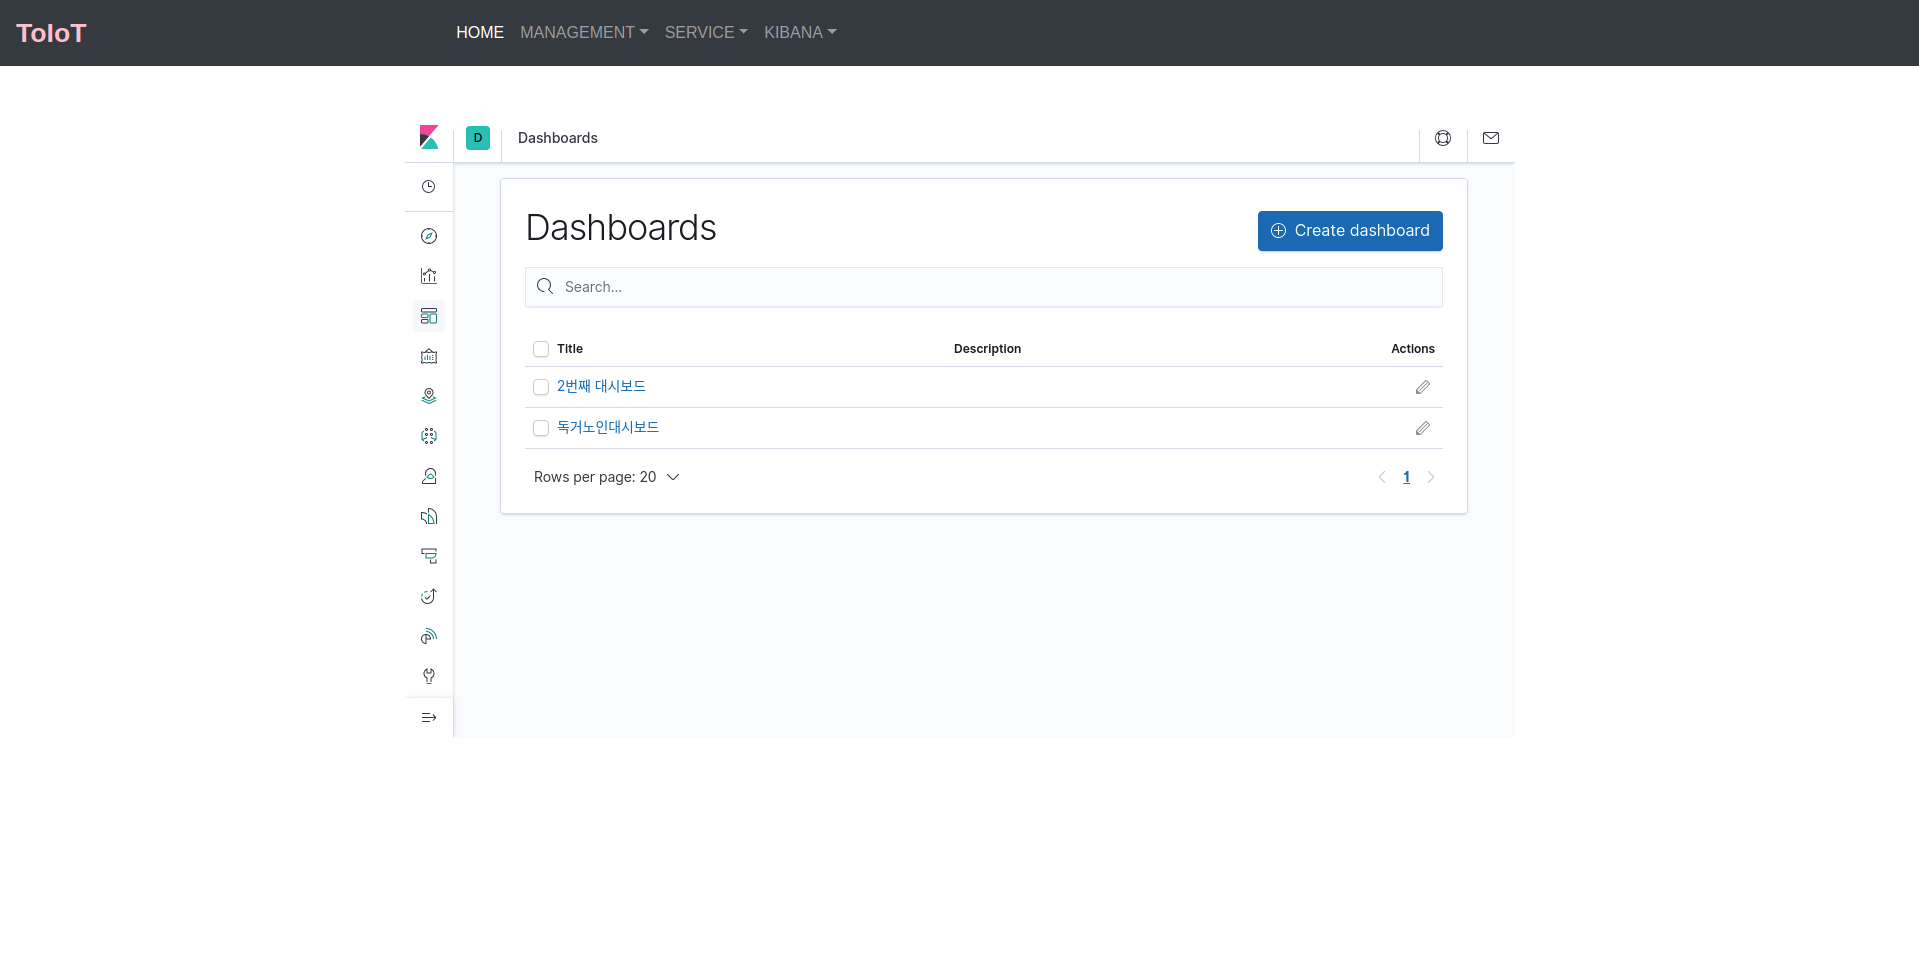 ToIoT HOME MANAGEMENT SERVICE KIBANA
D Dashboards
Dashboards
Create dashboard
Search...
Title Description Actions
2번째 대시보드
독거노인대시보드
Rows per page: 20 1